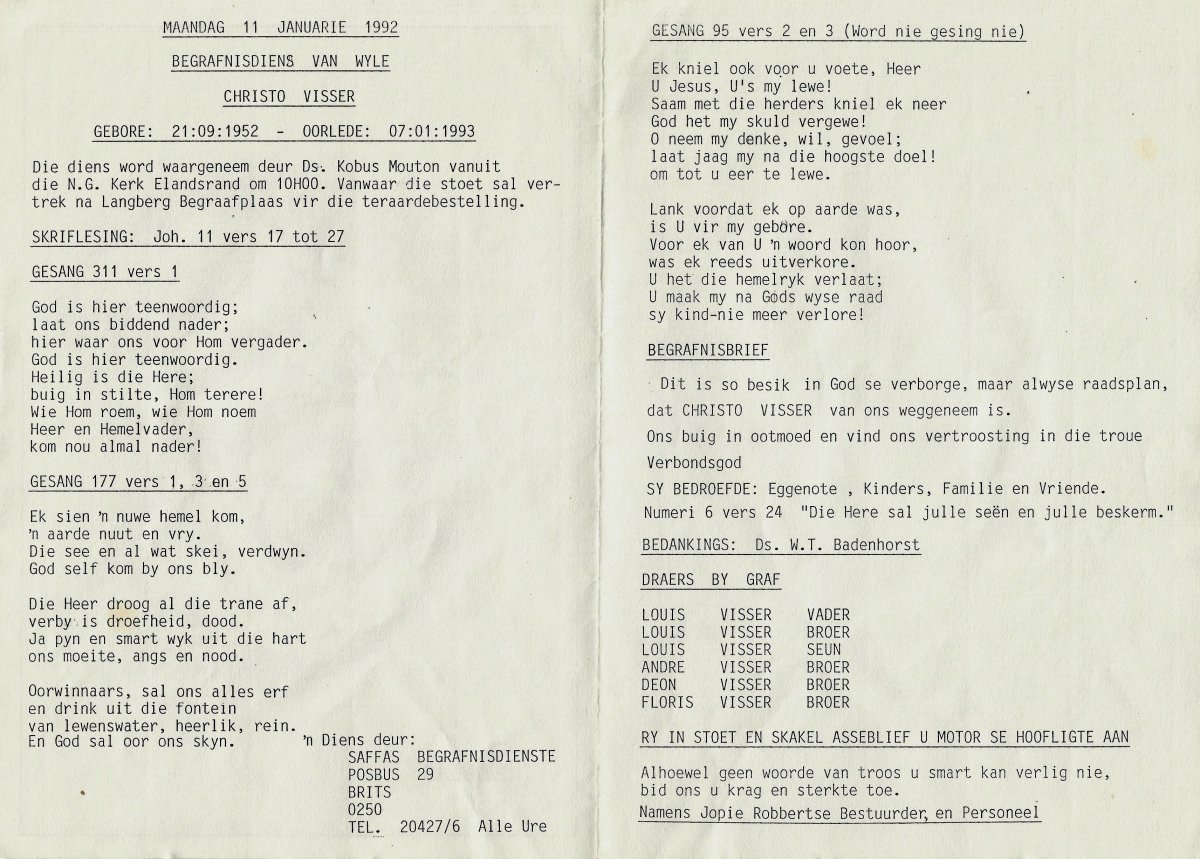 MAANDAG 11 JANUARIE 1992
BEGRAFNISDIENS VAN WYLE
CHRISTO VISSER
GEBORE: 21:09:1952 - OORLEDE: 07:01:1993
Die diens word waargeneem deur Ds. Kobus Mouton vanuit
die N.G. Kerk Elandsrand om 10H00. Vanwaar die stoet sal ver-
trek na Langberg Begraafplaas vir die teraardebestelling.
SKRIFLESING: Joh. 11 vers 17 tot 27
GESANG 311 vers 1
God is hier teenwoordig;
laat ons biddend nader;
hier waar ons voor Hom vergader.
God is hier teenwoordig.
Heilig is die Here;
buig in stilte, Hom terere!
Wie Hom roem, wie Hom noem
Heer en Hemelvader,
kom nou almal nader!
GESANG 177 vers 1, 3 en 5
Ek sien 'n nuwe hemel kom,
'n aarde nuut en vry.
Die see en al wat skei, verdwyn.
God self kom by ons bly.
Die Heer droog al die trane af,
verby is droefheid, dood.
Ja pyn en smart wyk uit die hart
ons moeite, angs en nood.
Oorwinnaars, sal ons alles erf
en drink uit die fontein
van lewenswater, heerlik, rein.
En God sal oor ons skyn.
'n Diens deur:
SAFFAS BEGRAFNISDIENSTE
POSBUS 29
BRITS
0250
TEL. 20427/6 Alle Ure
GESANG 95 vers 2 en 3 (Word nie gesing nie)
Ek kniel ook voor u voete, Heer
U Jesus, U's my lewe!
Saam met die herders kniel ek neer
God het my skuld vergewe!
O neem my denke, wil, gevoel;
laat jaag my na die hoogste doel!
om tot u eer te lewe.
Lank voordat ek op aarde was,
is U vir my gebore.
Voor ek van U 'n woord kon hoor,
was ek reeds uitverkore.
U het die hemelryk verlaat;
U maak my na Gods wyse raad
sy kind-nie meer verlore!
BEGRAFNISBRIEF
Dit is so besik in God se verborge, maar alwyse raadsplan,
dat CHRISTO VISSER van ons weggeneem is.
Ons buig in ootmoed en vind ons vertroosting in die troue
Verbondsgod
SY BEDROEFDE: Eggenote , Kinders, Familie en Vriende.
Numeri 6 vers 24 "Die Here sal julle seën en julle beskerm."
BEDANKINGS: Ds. W.T. Badenhorst
DRAERS BY GRAF
LOUIS VISSER VADER
LOUIS VISSER BROER
LOUIS VISSER SEUN
ANDRE VISSER BROER
DEON VISSER BROER
FLORIS VISSER BROER
RY IN STOET EN SKAKEL ASSEBLIEF U MOTOR SE HOOFLIGTE AAN
Alhoewel geen woorde van troos u smart kan verlig nie,
bid ons u krag en sterkte toe.
Namens Jopie Robbertse Bestuurder, en Personeel